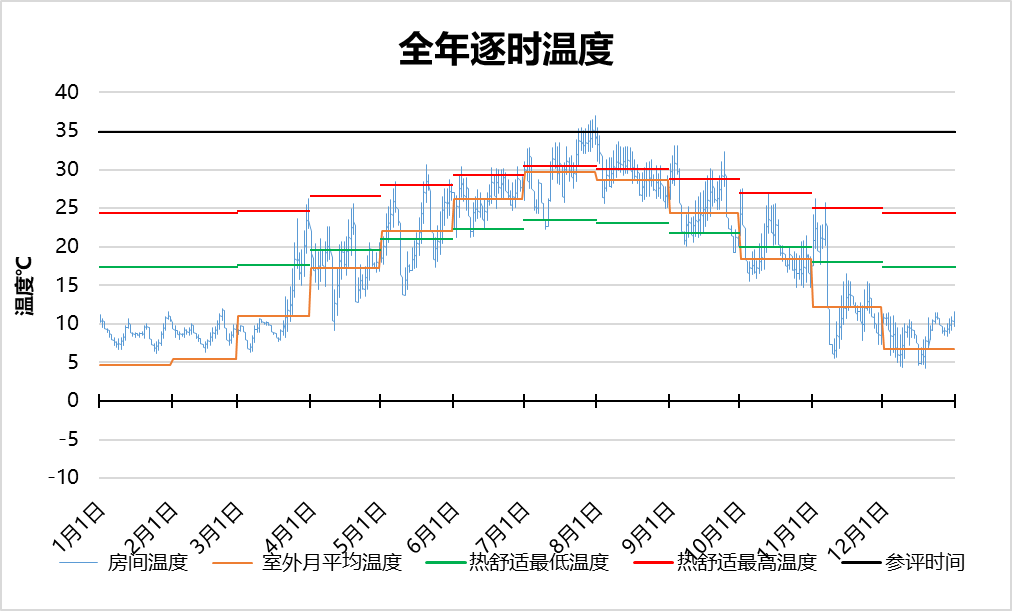 全年逐时温度
温度℃
40
35
30
25
20
15
10
5
0
-5
-10
1月1日
2月1日
3月1日
4月1日
5月1日
6月1日
7月1日
8月1日
9月1日
10月1日
11月1日
12月1日
房间温度
室外月平均温度
热舒适最低温度
热舒适最高温度
参评时间